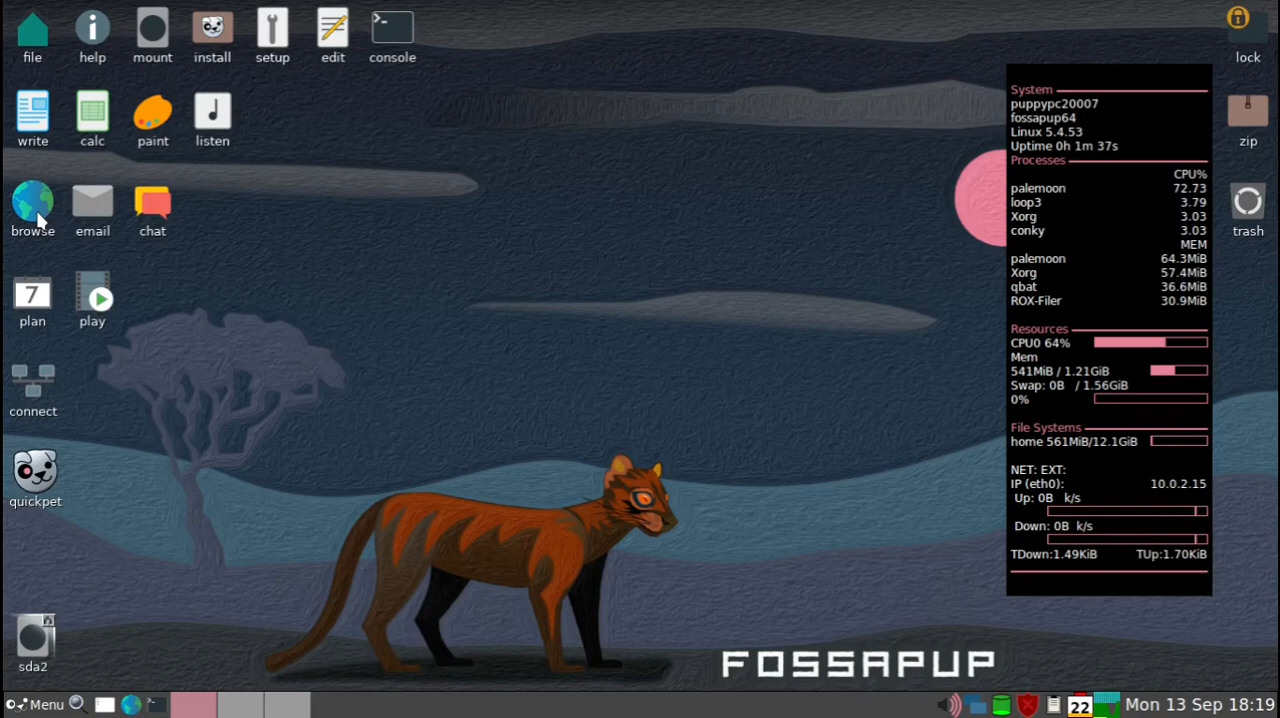 file help mount install setup edit console lock
write calc paint listen zip
browse email chat trash
plan play
7
connect
quickpet
sda2
System
puppypc20007
fossapup64
Linux 5.4.53
Uptime 0h 1m 37s
Processes
CPU%
palemoon 72.73
loop3 3.79
Xorg 3.03
conky 3.03
MEM
palemoon 64.3MiB
Xorg 57.4MiB
qbat 36.6MiB
ROX-Filer 30.9MiB
Resources
CPU0 64%
Mem
541MiB / 1.21GiB
Swap: 0B / 1.56GiB
0%
File Systems
home 561MiB/12.1GiB
NET: EXT:
IP (eth0): 10.0.2.15
Up: 0B k/s
Down: 0B k/s
TDown:1.49KiB TUp:1.70KiB
FOSSAPUP
Menu 22 Mon 13 Sep 18:19